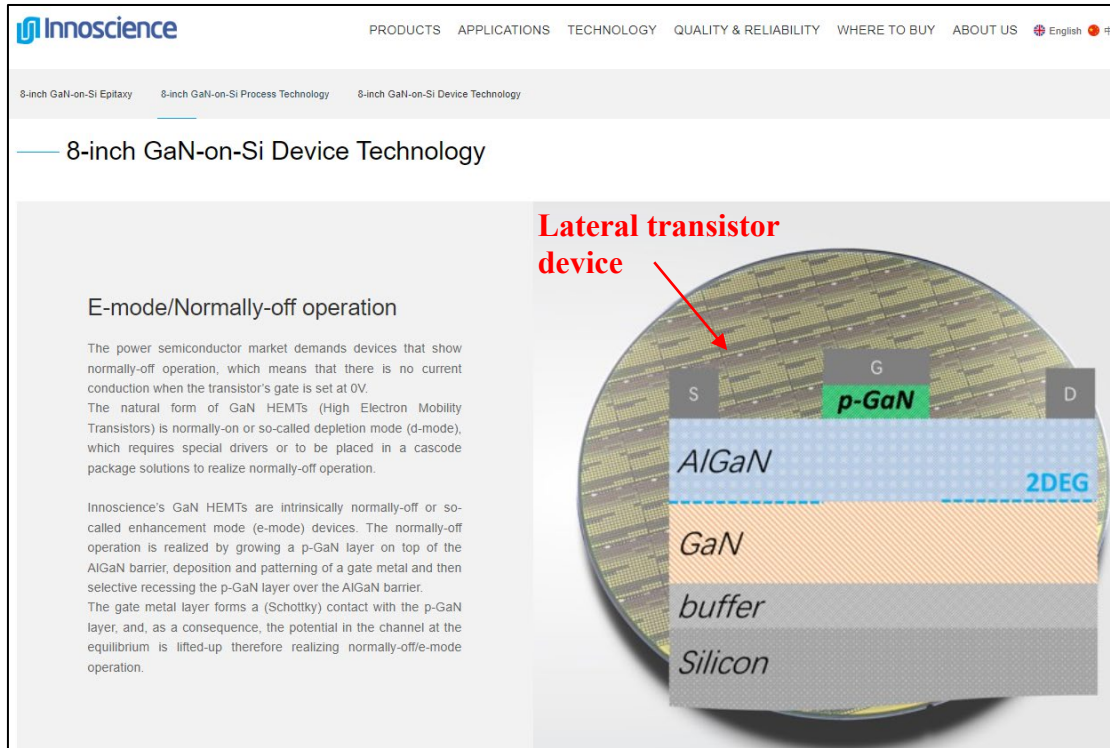 Innoscience
PRODUCTS APPLICATIONS TECHNOLOGY QUALITY & RELIABILITY WHERE TO BUY ABOUT US English
8-inch GaN-on-Si Epitaxy 8-inch GaN-on-Si Process Technology 8-inch GaN-on-Si Device Technology
8-inch GaN-on-Si Device Technology
E-mode/Normally-off operation
The power semiconductor market demands devices that show
normally-off operation, which means that there is no current
conduction when the transistor's gate is set at 0V.
The natural form of GaN HEMTs (High Electron Mobility
Transistors) is normally-on or so-called depletion mode (d-mode),
which requires special drivers or to be placed in a cascode
package solutions to realize normally-off operation.
Innoscience's GaN HEMTs are intrinsically normally-off or so-
called enhancement mode (e-mode) devices. The normally-off
operation is realized by growing a p-GaN layer on top of the
AlGaN barrier, deposition and patterning of a gate metal and then
selective recessing the p-GaN layer over the AlGaN barrier.
The gate metal layer forms a (Schottky) contact with the p-GaN
layer, and, as a consequence, the potential in the channel at the
equilibrium is lifted-up therefore realizing normally-off/e-mode
operation.
Lateral transistor
device
G
S
p-GaN
D
AlGaN
2DEG
GaN
buffer
Silicon